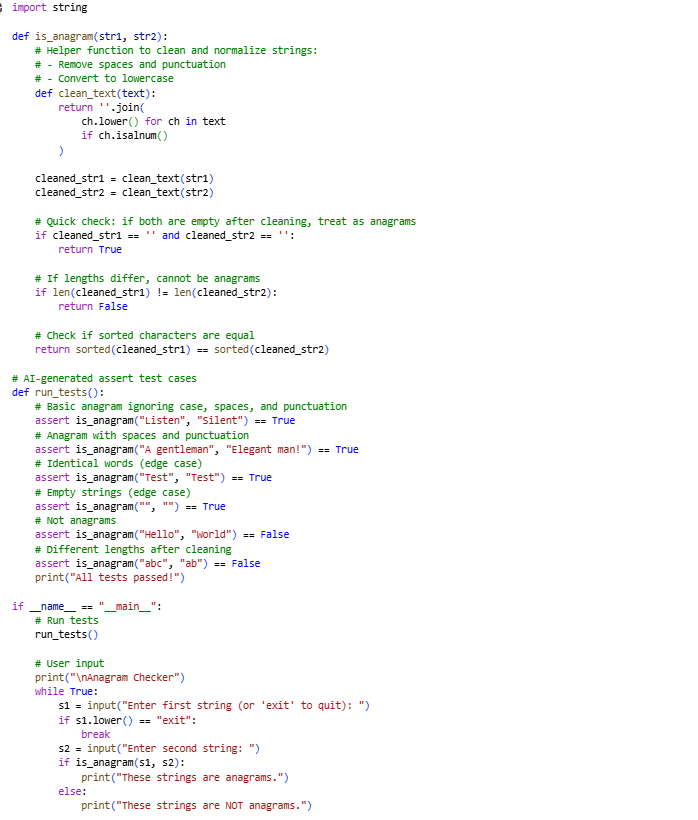 import string

def is_anagram(str1, str2):
    # Helper function to clean and normalize strings:
    # - Remove spaces and punctuation
    # - Convert to lowercase
    def clean_text(text):
        return ''.join(
            ch.lower() for ch in text
            if ch.isalnum()
        )

    cleaned_str1 = clean_text(str1)
    cleaned_str2 = clean_text(str2)

    # Quick check: if both are empty after cleaning, treat as anagrams
    if cleaned_str1 == '' and cleaned_str2 == '':
        return True

    # If lengths differ, cannot be anagrams
    if len(cleaned_str1) != len(cleaned_str2):
        return False

    # Check if sorted characters are equal
    return sorted(cleaned_str1) == sorted(cleaned_str2)

# AI-generated assert test cases
def run_tests():
    # Basic anagram ignoring case, spaces, and punctuation
    assert is_anagram("Listen", "Silent") == True
    # Anagram with spaces and punctuation
    assert is_anagram("A gentleman", "Elegant man!") == True
    # Identical words (edge case)
    assert is_anagram("Test", "Test") == True
    # Empty strings (edge case)
    assert is_anagram("", "") == True
    # Not anagrams
    assert is_anagram("Hello", "World") == False
    # Different lengths after cleaning
    assert is_anagram("abc", "ab") == False
    print("All tests passed!")

if __name__ == "__main__":
    # Run tests
    run_tests()

    # User input
    print("\nAnagram Checker")
    while True:
        s1 = input("Enter first string (or 'exit' to quit): ")
        if s1.lower() == "exit":
            break
        s2 = input("Enter second string: ")
        if is_anagram(s1, s2):
            print("These strings are anagrams.")
        else:
            print("These strings are NOT anagrams.")